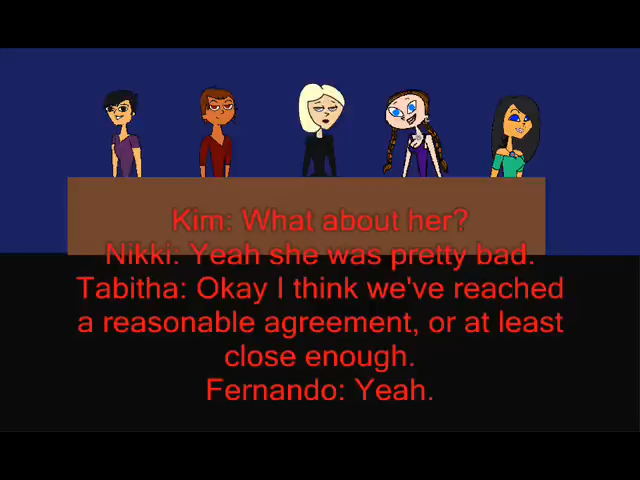 Kim: What about her?
Nikki: Yeah she was pretty bad.
Tabitha: Okay I think we've reached
a reasonable agreement, or at least
close enough.
Fernando: Yeah.